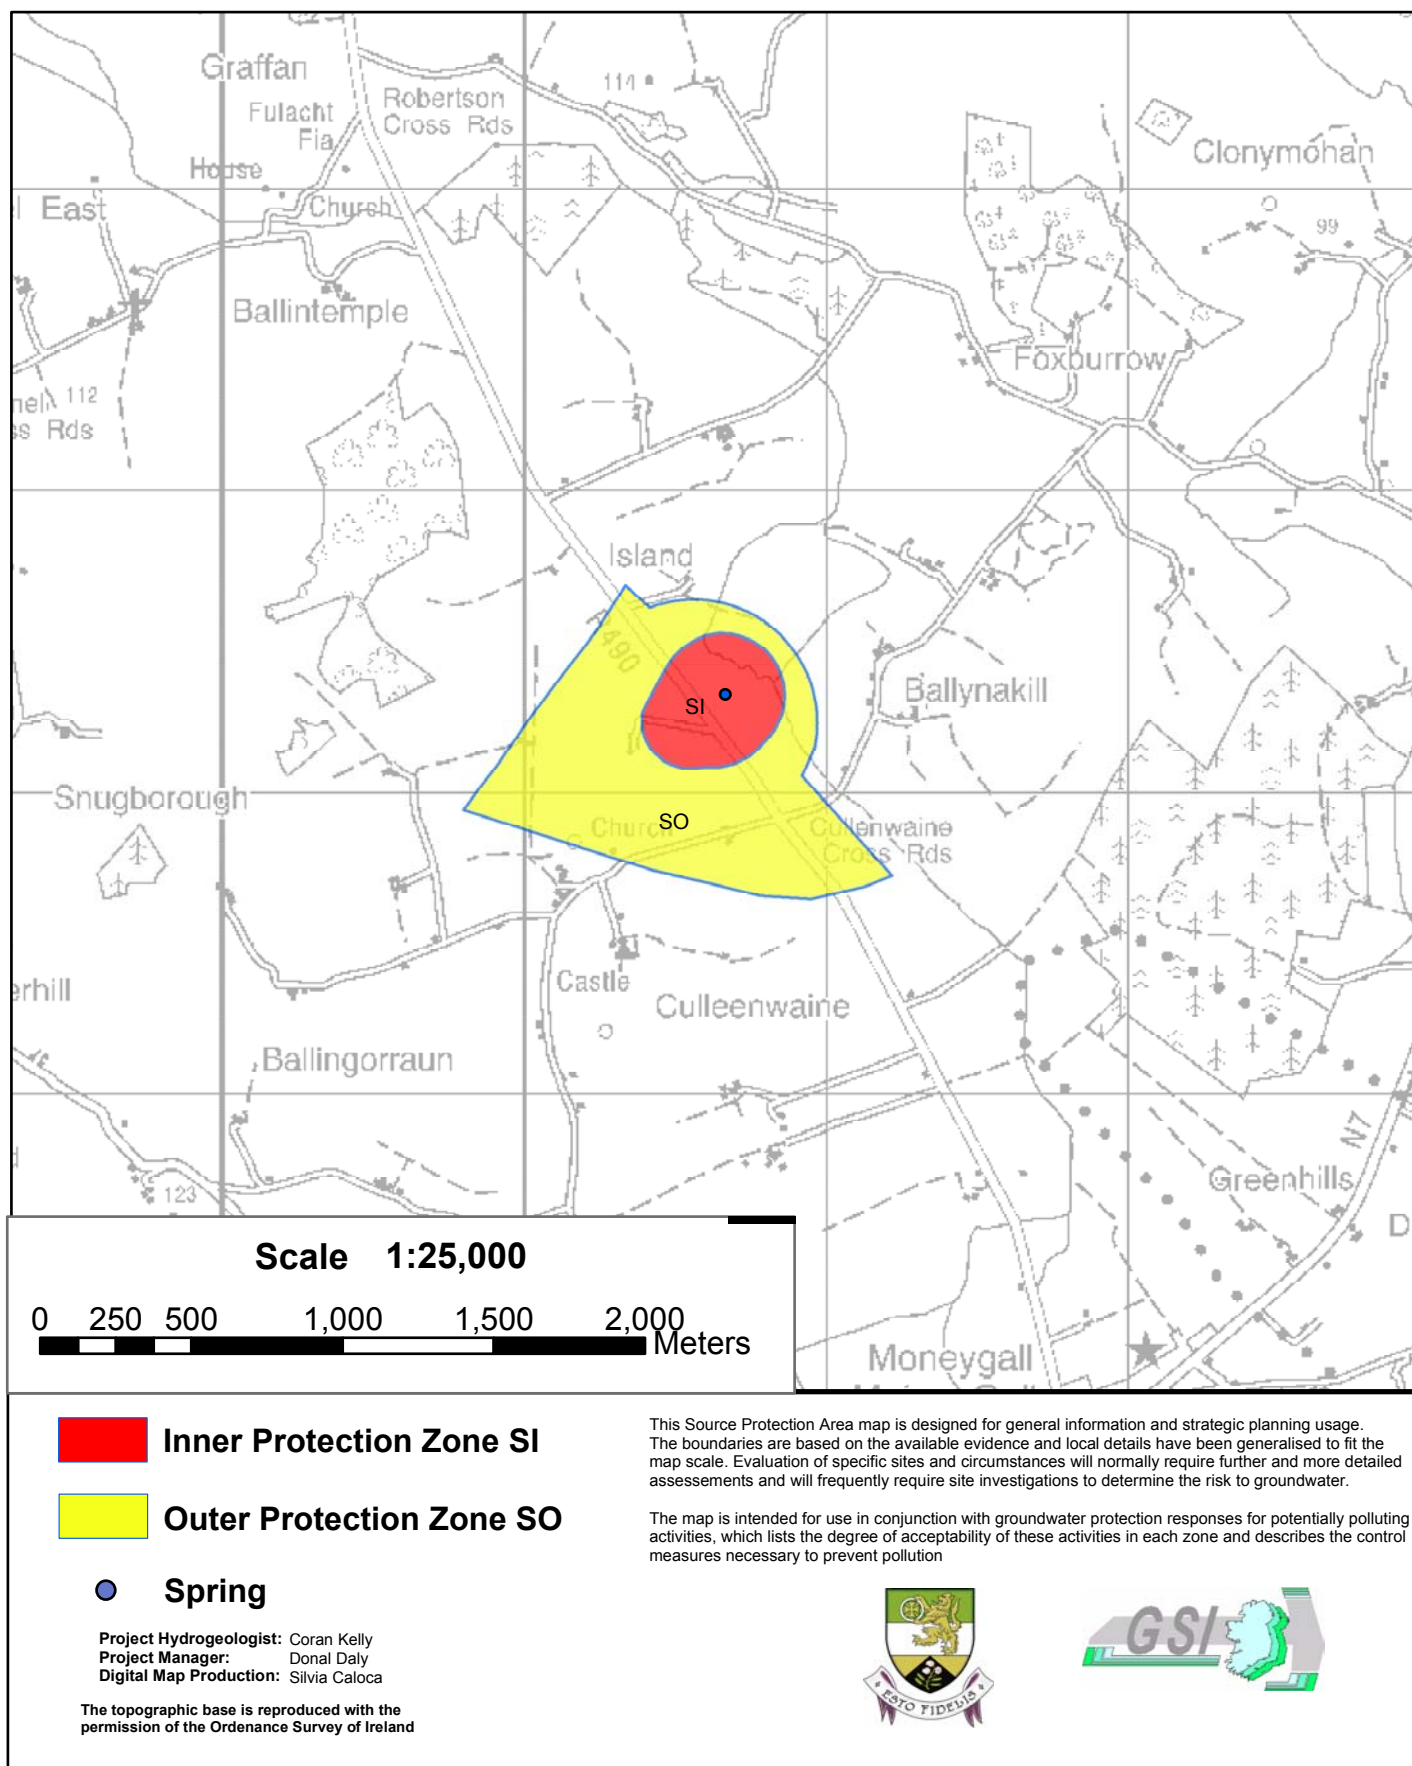 Graffan
Fulacht
Fia
Robertson
Cross Rds
114
Clonymohan
House
East
Church
99
Ballintemple
Foxburrow
112
Rds
Island
490
SI
Ballynakill
Snugborough
SO
Church
Cullenwaine
Cross Rds
Castle
Culleenwaine
erhill
Ballingorraun
N7
Greenhills
123
D
Scale 1:25,000
0 250 500 1,000 1,500 2,000
Meters
Moneygall
Inner Protection Zone SI
Outer Protection Zone SO
Spring
Project Hydrogeologist: Coran Kelly
Project Manager: Donal Daly
Digital Map Production: Silvia Caloca
The topographic base is reproduced with the
permission of the Ordenance Survey of Ireland
This Source Protection Area map is designed for general information and strategic planning usage.
The boundaries are based on the available evidence and local details have been generalised to fit the
map scale. Evaluation of specific sites and circumstances will normally require further and more detailed
assessements and will frequently require site investigations to determine the risk to groundwater.
The map is intended for use in conjunction with groundwater protection responses for potentially polluting
activities, which lists the degree of acceptability of these activities in each zone and describes the control
measures necessary to prevent pollution
ESTO FIDELIS
GSI